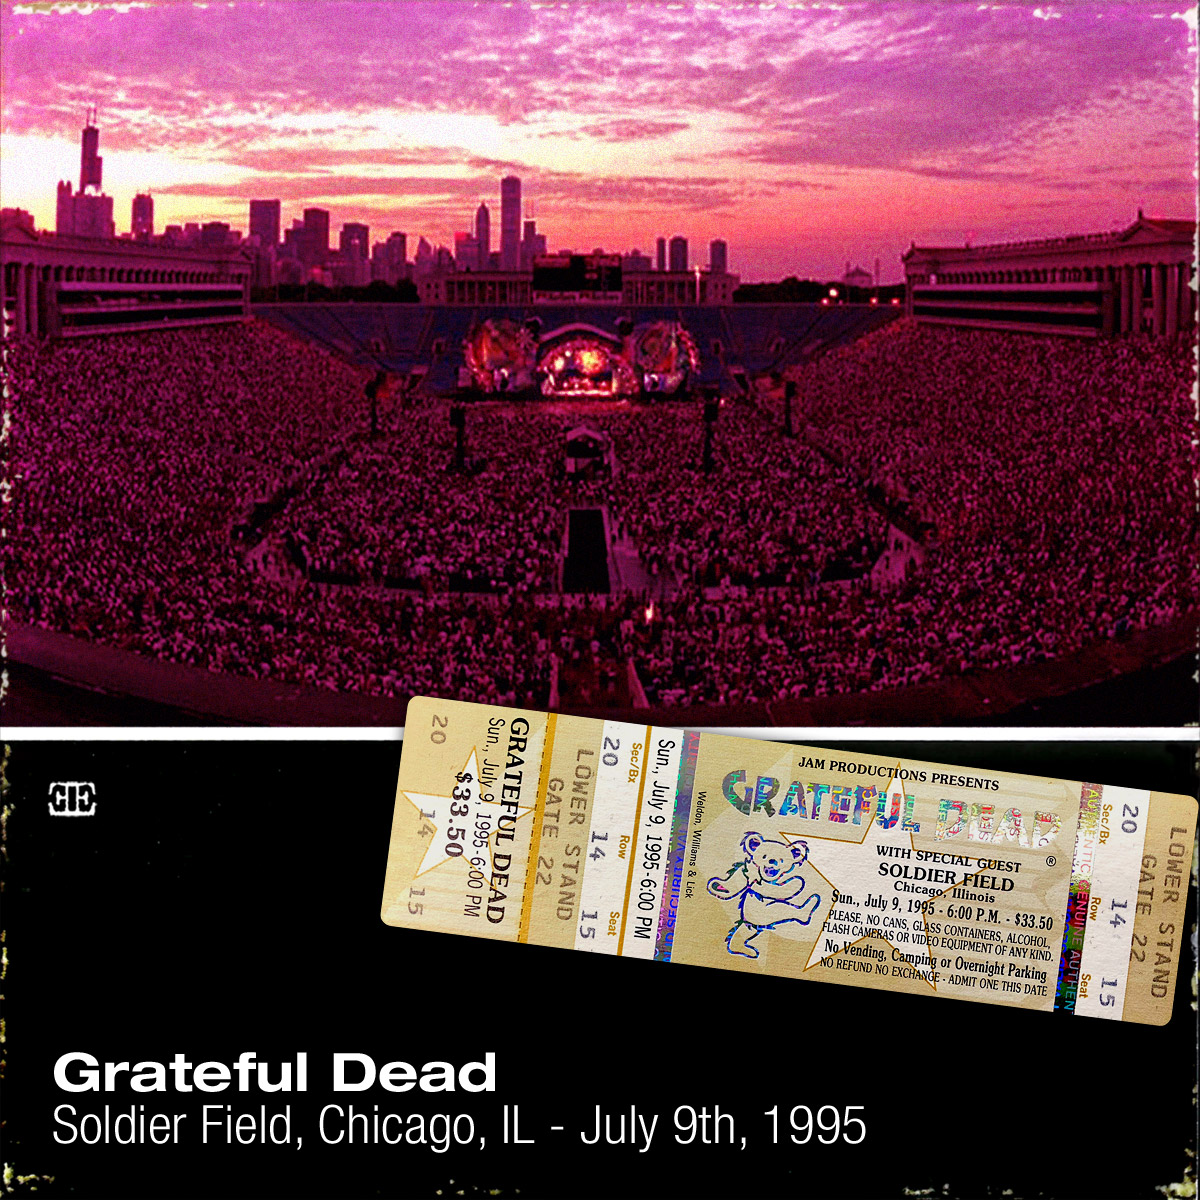 20
14
15
GRATEFUL DEAD
Sun., July 9, 1995-6:00 PM
$33.50
LOWER STAND
GATE 22
Sec/Bx
20
Row
14
Seat
15
Sun., July 9, 1995-6:00 PM
Weldon, Williams & Lick
JAM PRODUCTIONS PRESENTS
GRATEFUL DEAD ®
WITH SPECIAL GUEST
SOLDIER FIELD
Chicago, Illinois
Sun., July 9, 1995 - 6:00 P.M. - $33.50
PLEASE, NO CANS, GLASS CONTAINERS, ALCOHOL,
FLASH CAMERAS OR VIDEO EQUIPMENT OF ANY KIND.
No Vending, Camping or Overnight Parking
NO REFUND NO EXCHANGE - ADMIT ONE THIS DATE
Sec/Bx
20
Row
14
Seat
15
LOWER STAND
GATE 22
Grateful Dead
Soldier Field, Chicago, IL - July 9th, 1995